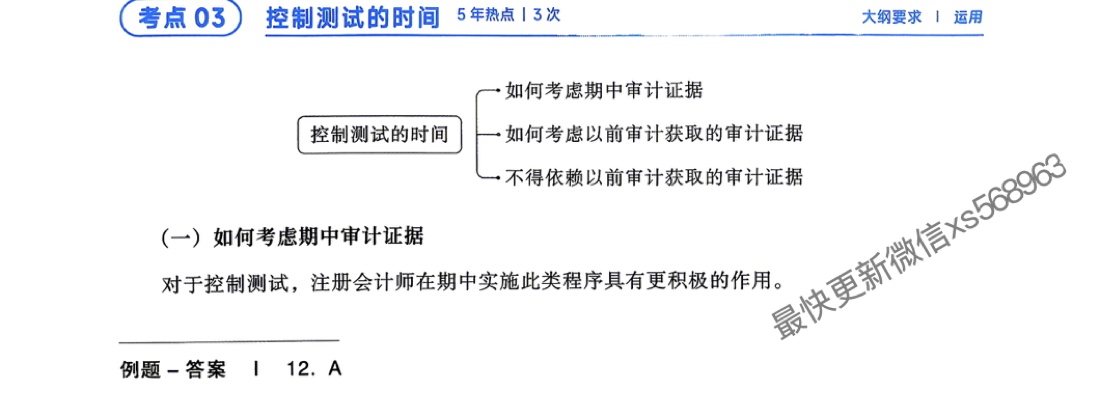 考点 03 控制测试的时间 5年热点 | 3次 大纲要求 | 运用
如何考虑期中审计证据
控制测试的时间 如何考虑以前审计获取的审计证据
不得依赖以前审计获取的审计证据
(一) 如何考虑期中审计证据
对于控制测试，注册会计师在期中实施此类程序具有更积极的作用。
最快更新微信xs568963
例题 – 答案 | 12. A